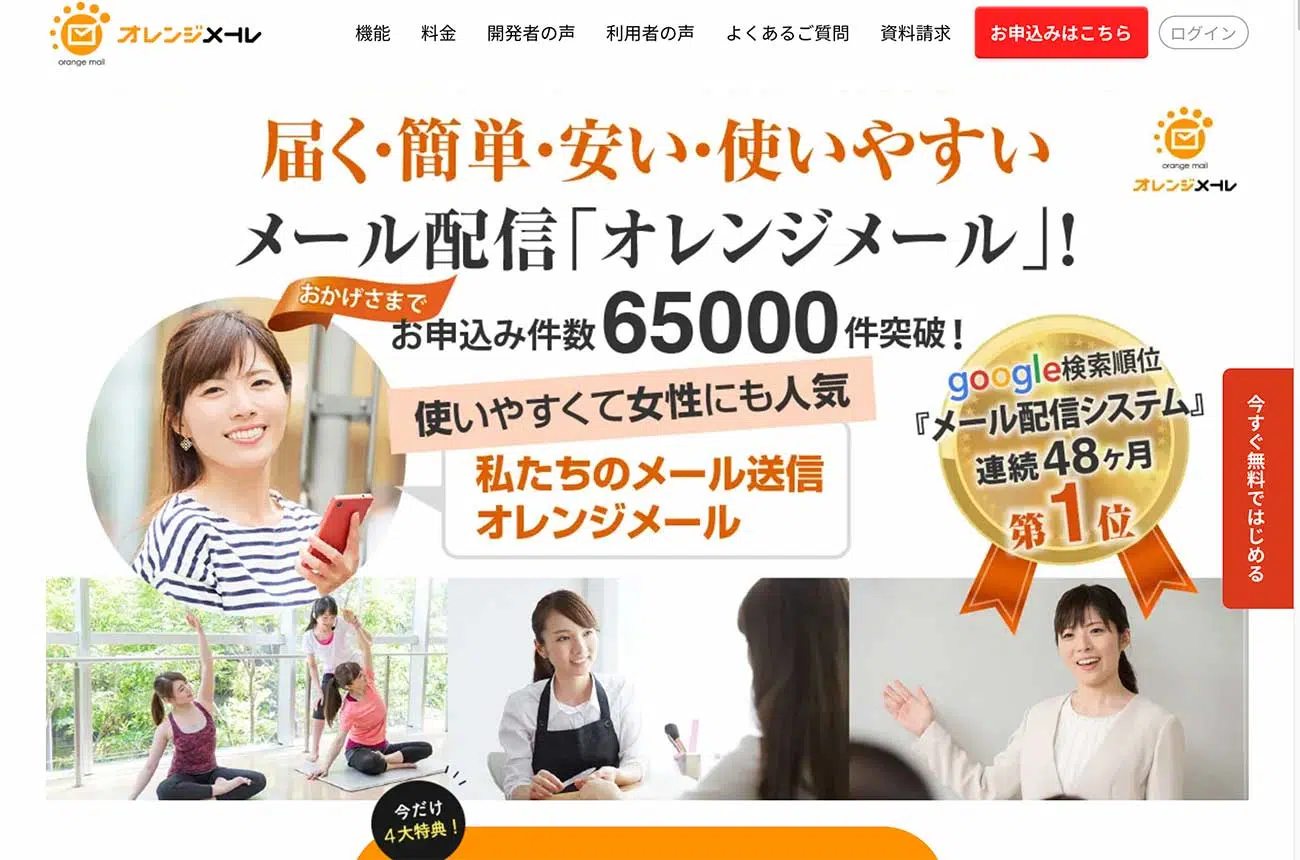 オレンジメール
orange mail
機能
料金
開発者の声
利用者の声
よくあるご質問
資料請求
お申込みはこちら
ログイン
届く・簡単・安い・使いやすい
メール配信「オレンジメール」!
orange mail
オレンジメール
おかげさまで
お申込み件数65000件突破!
使いやすくて女性にも人気
私たちのメール送信
オレンジメール
google検索順位
『メール配信システム』
連続48ヶ月
第1位
今すぐ無料ではじめる
今だけ
4大特典!